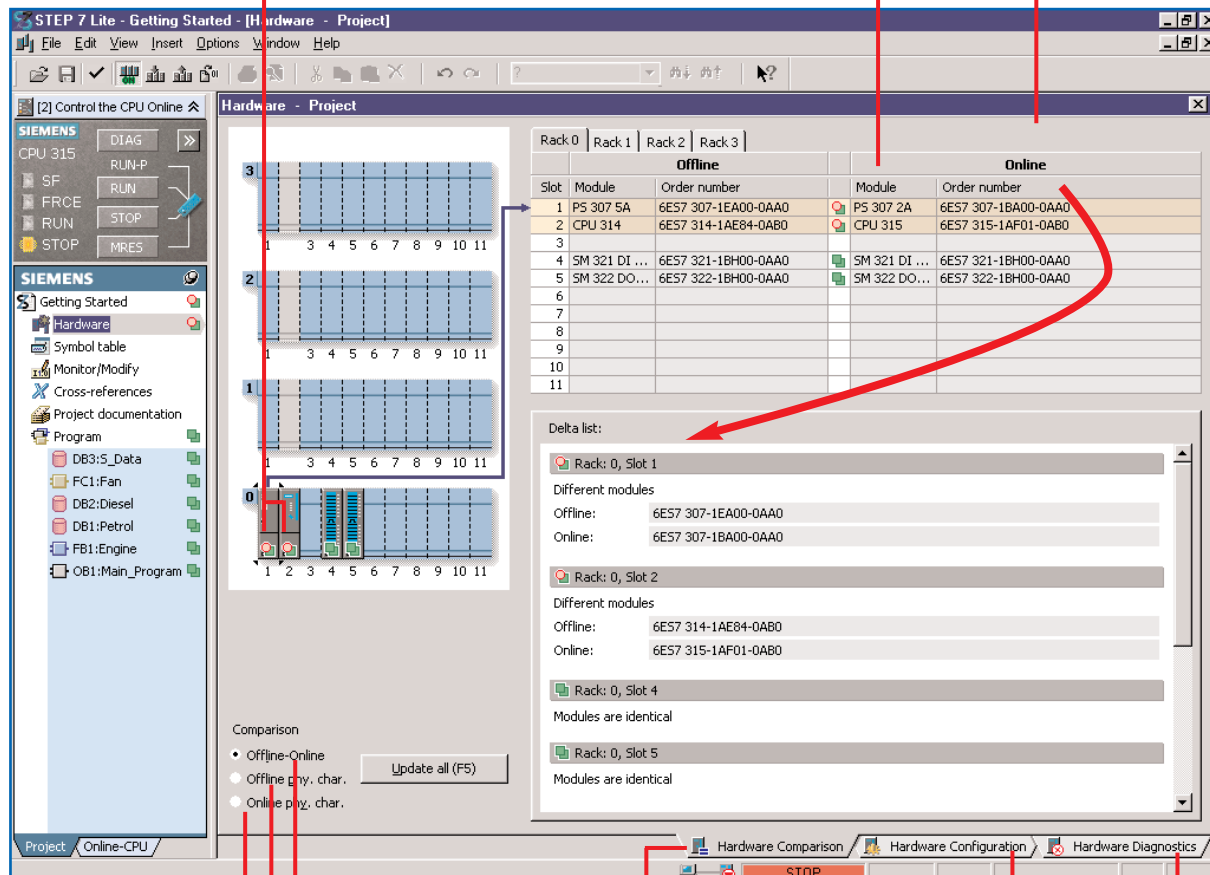 STEP 7 Lite - Getting Started - [Hardware - Project]
File Edit View Insert Options Window Help
ON
?
[2] Control the CPU Online
SIEMENS
CPU 315
DIAG
RUN-P
RUN
STOP
MRES
SF
FRCE
RUN
STOP
SIEMENS
Getting Started
Hardware
Symbol table
Monitor/Modify
Cross-references
Project documentation
Program
DB3:S_Data
FC1:Fan
DB2:Diesel
DB1:Petrol
FB1:Engine
OB1:Main_Program
Project Online-CPU
Hardware - Project
3
1 3 4 5 6 7 8 9 10 11
2
1 3 4 5 6 7 8 9 10 11
1
1 3 4 5 6 7 8 9 10 11
0
1 2 3 4 5 6 7 8 9 10 11
Comparison
Offline-Online
Offline phy. char.
Online phy. char.
Update all (F5)
Rack 0 Rack 1 Rack 2 Rack 3
Offline Online
Slot Module Order number Module Order number
1 PS 307 5A 6ES7 307-1EA00-0AA0 PS 307 2A 6ES7 307-1BA00-0AA0
2 CPU 314 6ES7 314-1AE84-0AB0 CPU 315 6ES7 315-1AF01-0AB0
3
4 SM 321 DI ... 6ES7 321-1BH00-0AA0 SM 321 DI ... 6ES7 321-1BH00-0AA0
5 SM 322 DO... 6ES7 322-1BH00-0AA0 SM 322 DO... 6ES7 322-1BH00-0AA0
6
7
8
9
10
11
Delta list:
Rack: 0, Slot 1
Different modules
Offline: 6ES7 307-1EA00-0AA0
Online: 6ES7 307-1BA00-0AA0
Rack: 0, Slot 2
Different modules
Offline: 6ES7 314-1AE84-0AB0
Online: 6ES7 315-1AF01-0AB0
Rack: 0, Slot 4
Modules are identical
Rack: 0, Slot 5
Modules are identical
Hardware Comparison Hardware Configuration Hardware Diagnostics
STOP